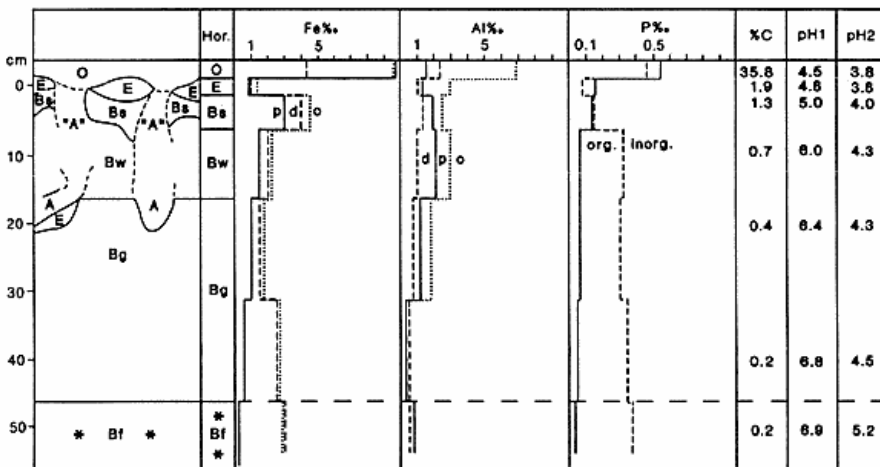 Hor. Fe‰ Al‰ P‰ %C pH1 pH2
cm 1 5 1 5 0.1 0.5
O O 35.8 4.5 3.8
0 E E E E 1.9 4.6 3.6
Bs Bs Bs Bs p d o 1.3 5.0 4.0
"A" "A"
org. inorg.
10 Bw Bw d p o 0.7 6.0 4.3
A A
E
20 0.4 6.4 4.3
Bg
30 Bg
40 0.2 6.8 4.5
*
50 * Bf * Bf 0.2 6.9 5.2
*